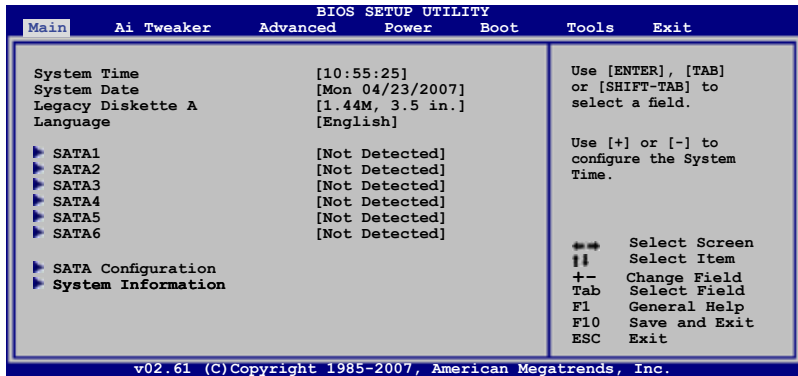 BIOS SETUP UTILITY
Main Ai Tweaker Advanced Power Boot Tools Exit
System Time [10:55:25]
System Date [Mon 04/23/2007]
Legacy Diskette A [1.44M, 3.5 in.]
Language [English]
SATA1 [Not Detected]
SATA2 [Not Detected]
SATA3 [Not Detected]
SATA4 [Not Detected]
SATA5 [Not Detected]
SATA6 [Not Detected]
SATA Configuration
System Information
Use [ENTER], [TAB]
or [SHIFT-TAB] to
select a field.
Use [+] or [-] to
configure the System
Time.
Select Screen
Select Item
+- Change Field
Tab Select Field
F1 General Help
F10 Save and Exit
ESC Exit
v02.61 (C)Copyright 1985-2007, American Megatrends, Inc.